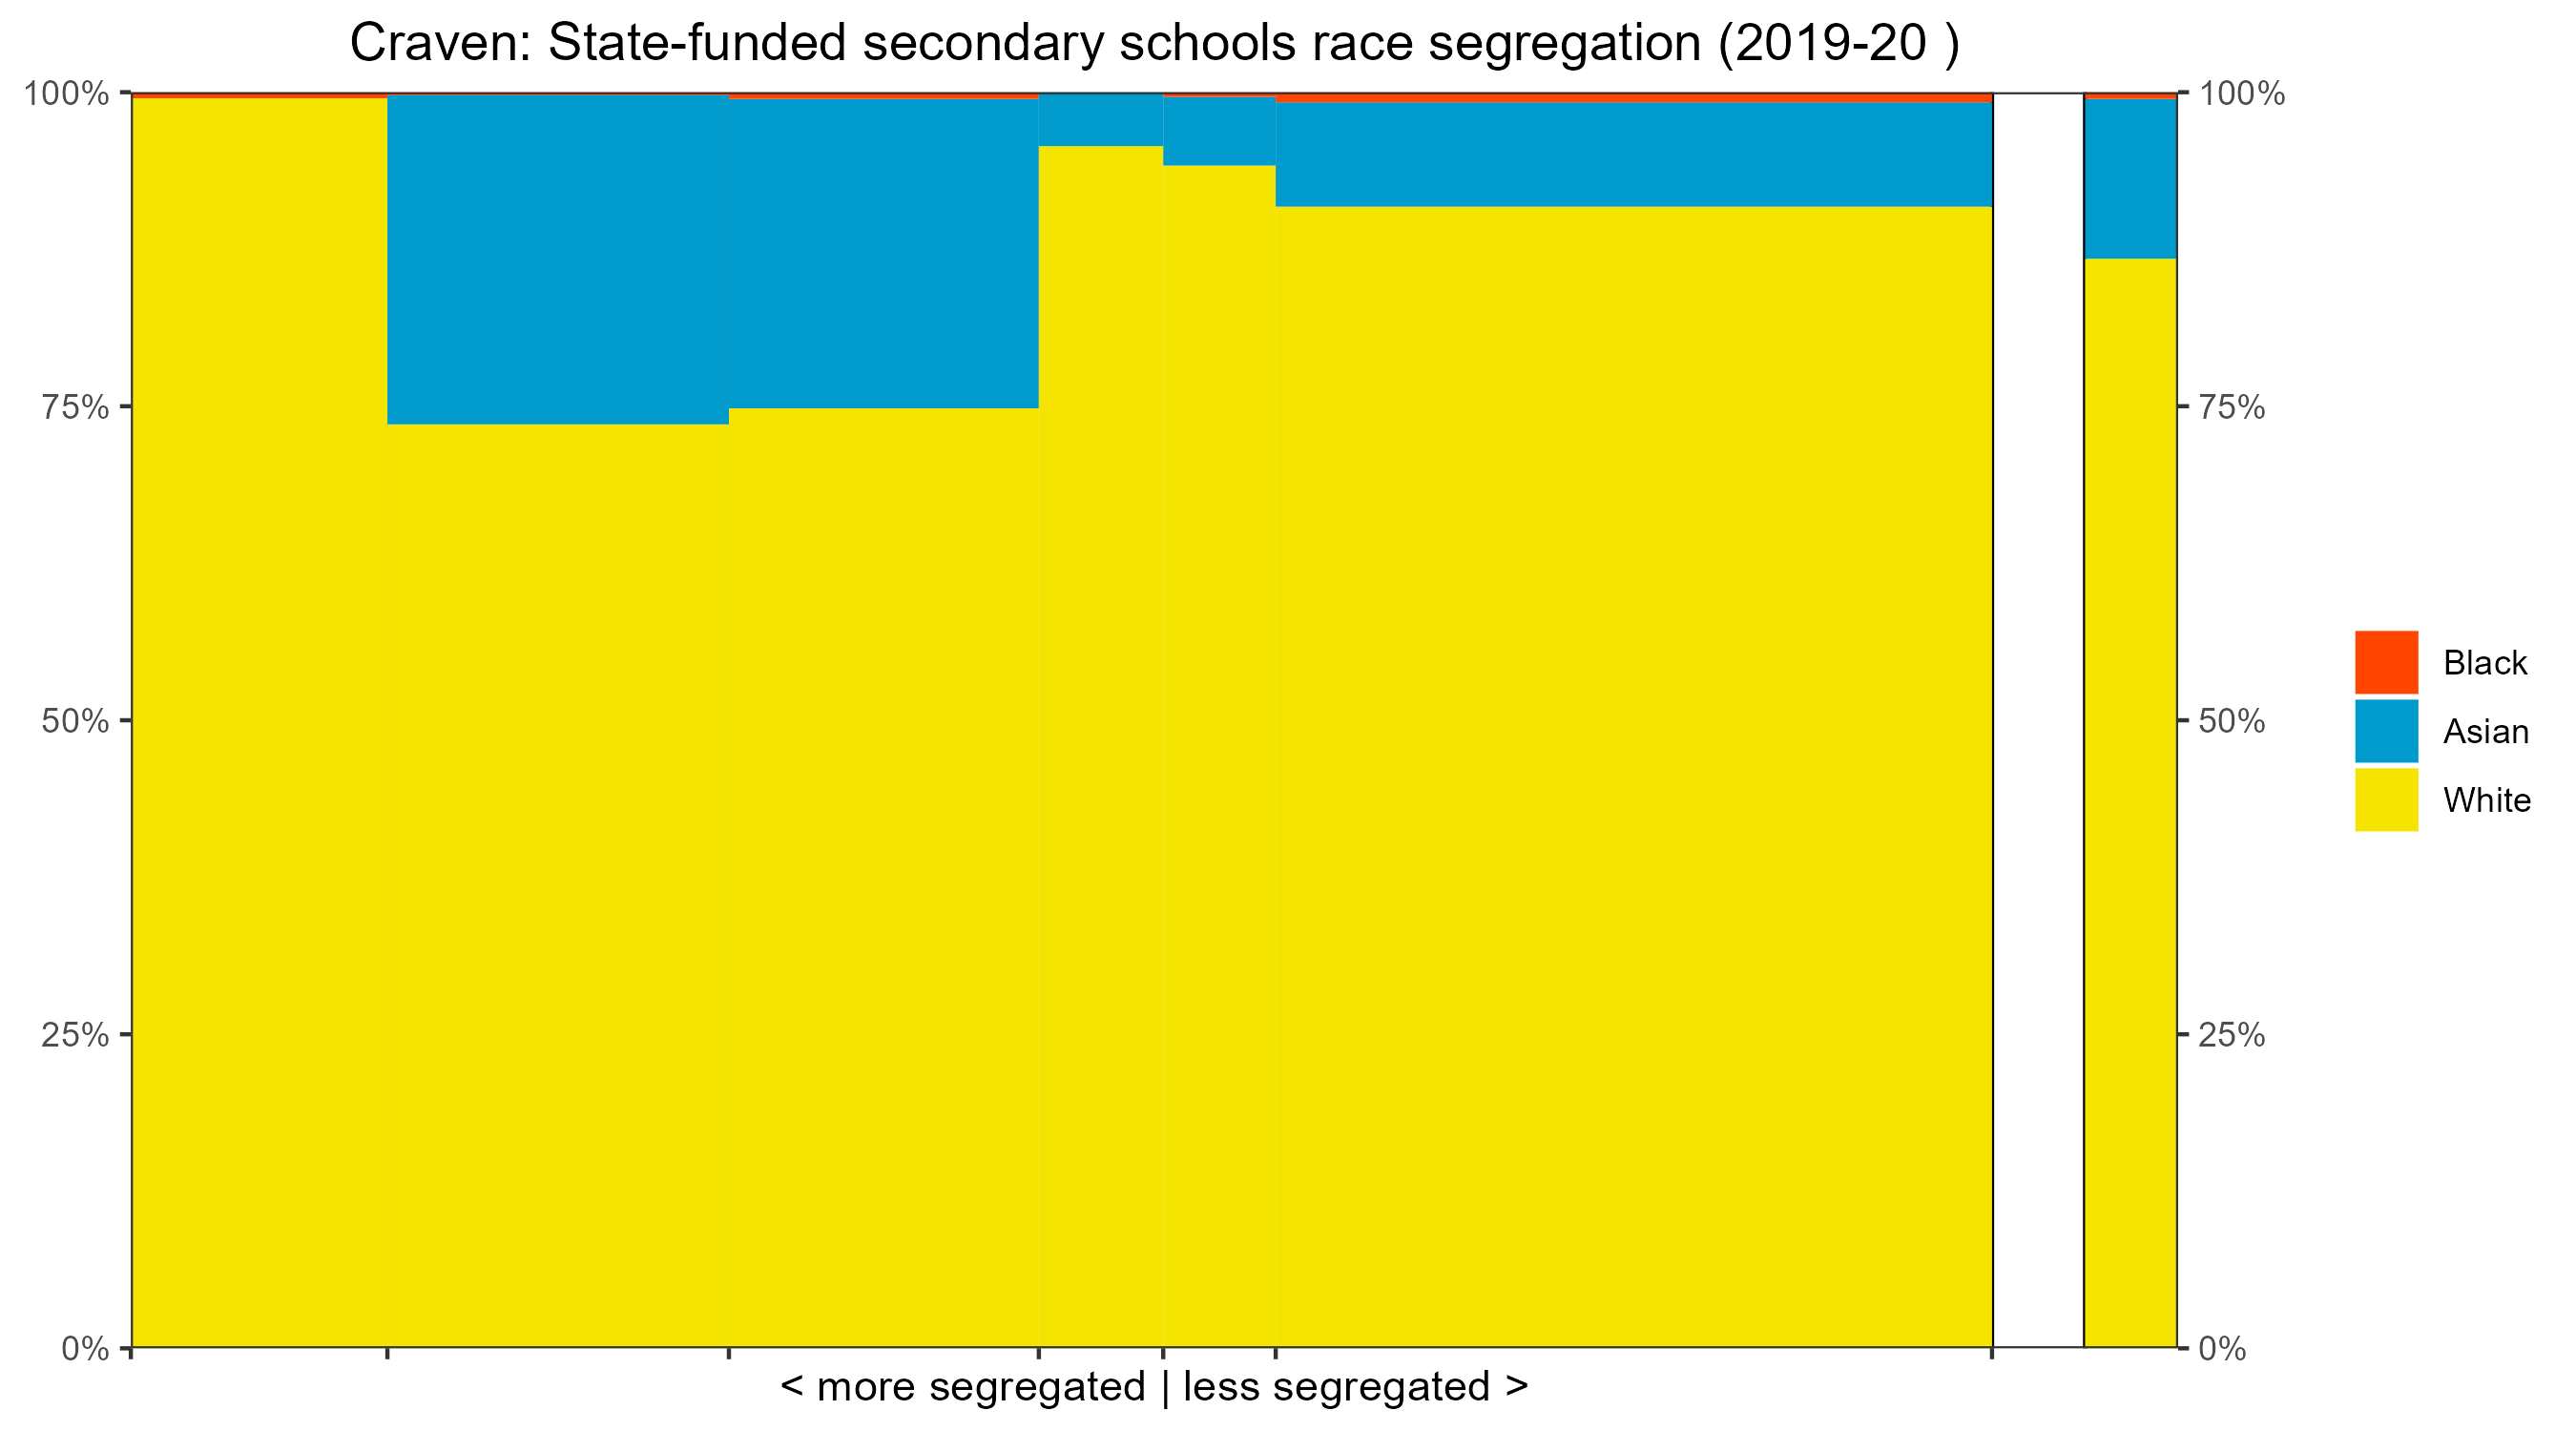 Craven: State-funded secondary schools race segregation (2019-20 )
100%
75%
50%
25%
0%
100%
75%
50%
25%
0%
Black
Asian
White
< more segregated | less segregated >